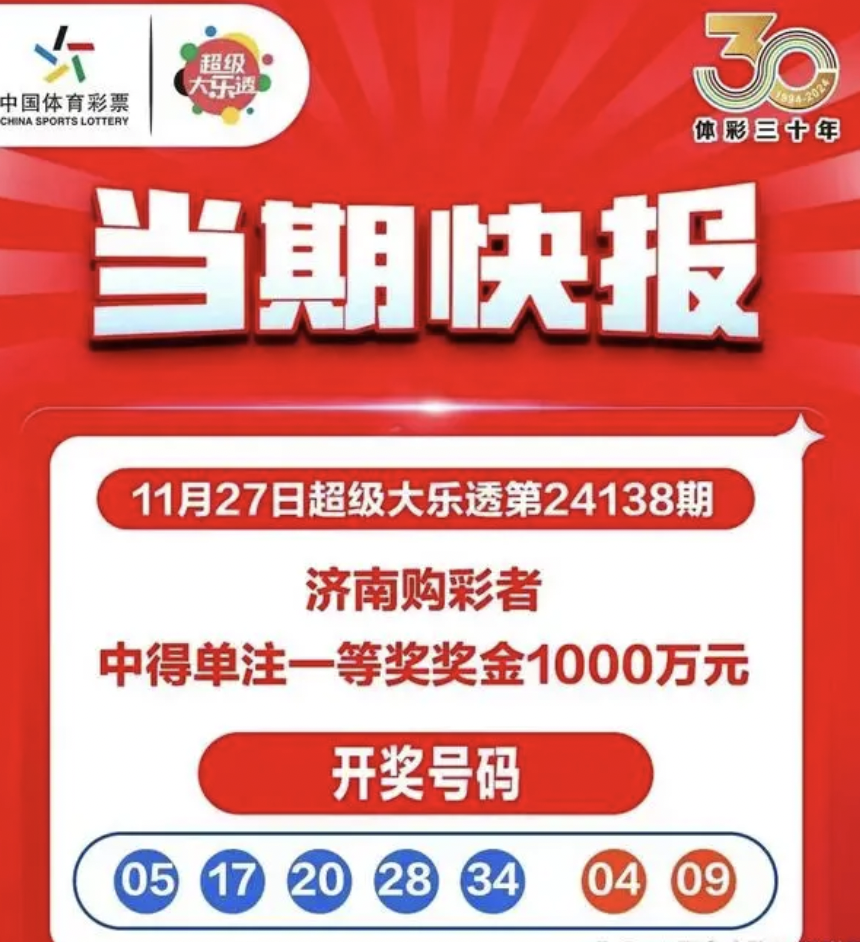 中国体育彩票
CHINA SPORTS LOTTERY
超级
大乐透
30
1994-2024
体彩三十年
当期快报
11月27日超级大乐透第24138期
济南购彩者
中得单注一等奖奖金1000万元
开奖号码
05 17 20 28 34 04 09